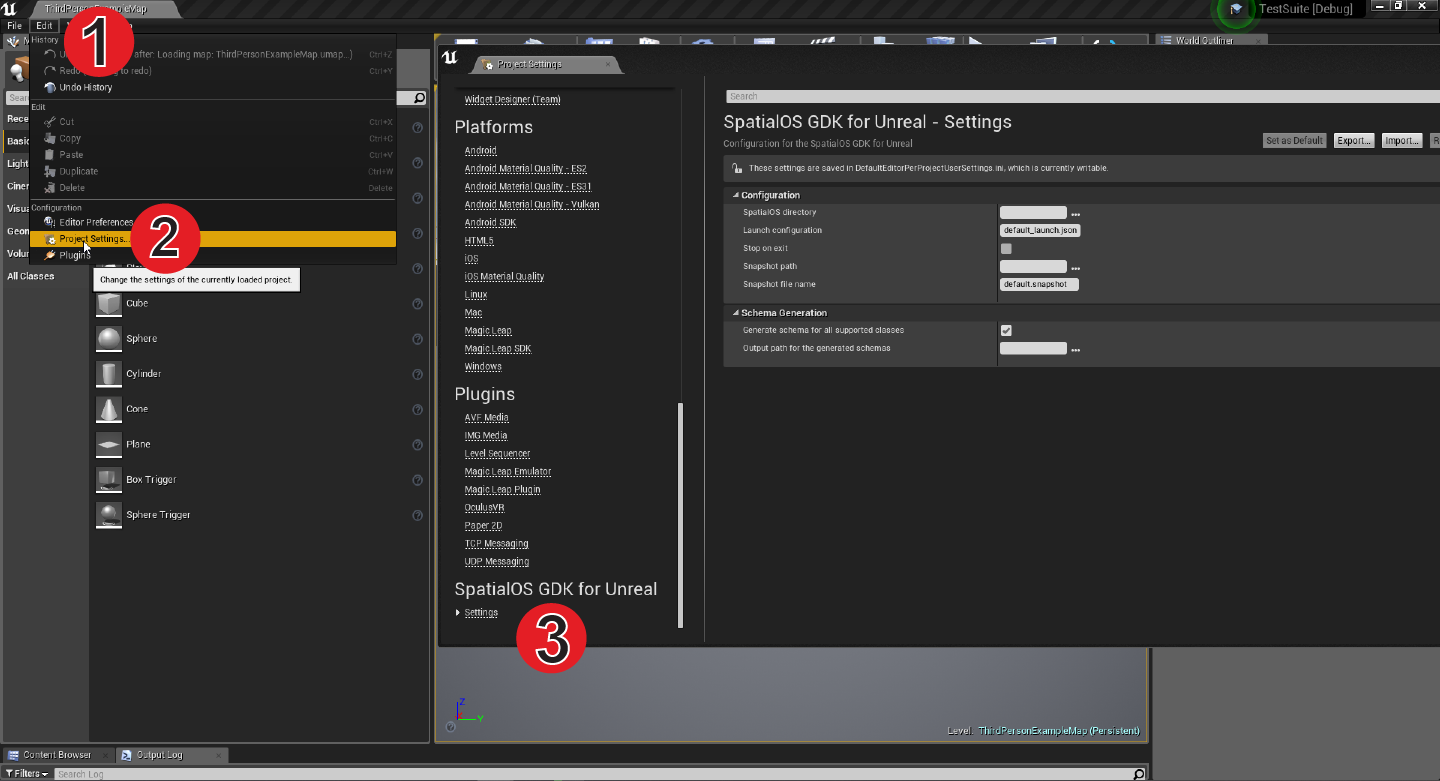 ThirdPersonExampleMap
TestSuite [Debug]
File
Edit
1
History
after: Loading map: ThirdPersonExampleMap.umap...)
Ctrl+Z
Redo
to redo)
Ctrl+Y
Undo History
Edit
Cut
Ctrl+X
Copy
Ctrl+C
Paste
Ctrl+V
Duplicate
Ctrl+W
Delete
Delete
Configuration
Editor Preferences
Project Settings...
Plugins
2
Change the settings of the currently loaded project.
All Classes
Cube
Sphere
Cylinder
Cone
Plane
Box Trigger
Sphere Trigger
World Outliner
Project Settings
Widget Designer (Team)
Platforms
Android
Android Material Quality - ES2
Android Material Quality - ES31
Android Material Quality - Vulkan
Android SDK
HTML5
iOS
iOS Material Quality
Linux
Mac
Magic Leap
Magic Leap SDK
Windows
Plugins
AVF Media
IMG Media
Level Sequencer
Magic Leap Emulator
Magic Leap Plugin
OculusVR
Paper 2D
TCP Messaging
UDP Messaging
SpatialOS GDK for Unreal
Settings
3
Search
SpatialOS GDK for Unreal - Settings
Configuration for the SpatialOS GDK for Unreal
Set as Default
Export...
Import...
These settings are saved in DefaultEditorPerProjectUserSettings.ini, which is currently writable.
Configuration
SpatialOS directory
...
Launch configuration
default_launch.json
Stop on exit
Snapshot path
...
Snapshot file name
default.snapshot
Schema Generation
Generate schema for all supported classes
Output path for the generated schemas
...
Z
Y
Level: ThirdPersonExampleMap (Persistent)
Content Browser
Output Log
Filters
Search Log